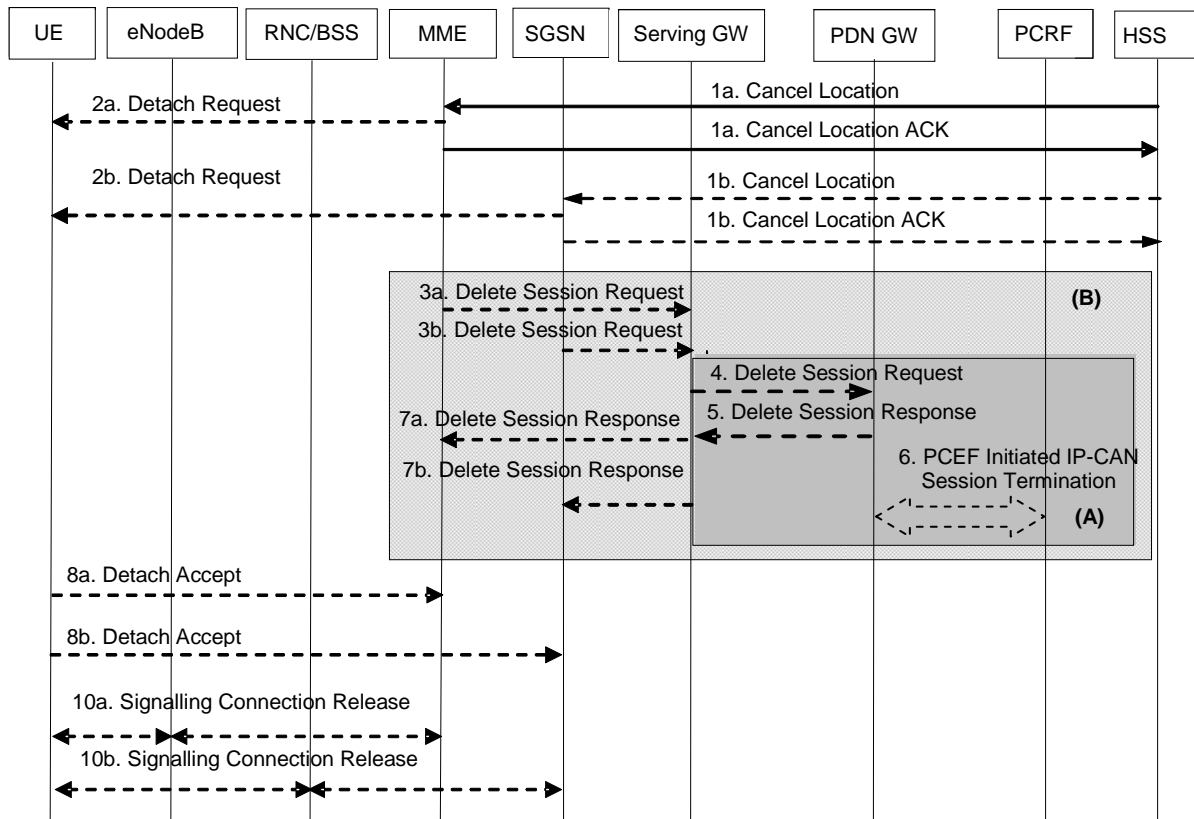 UE
eNodeB
RNC/BSS
MME
SGSN
Serving GW
PDN GW
PCRF
HSS
1a. Cancel Location
2a. Detach Request
1a. Cancel Location ACK
2b. Detach Request
1b. Cancel Location
1b. Cancel Location ACK
3a. Delete Session Request
(B)
3b. Delete Session Request
4. Delete Session Request
7a. Delete Session Response
5. Delete Session Response
7b. Delete Session Response
6. PCEF Initiated IP-CAN
Session Termination
(A)
8a. Detach Accept
8b. Detach Accept
10a. Signalling Connection Release
10b. Signalling Connection Release